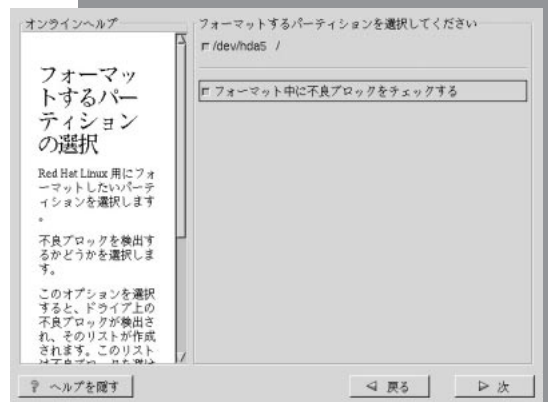 オンラインヘルプ
フォーマッ
トするパー
ティション
の選択
Red Hat Linux 用にフォ
ーマットしたいパーテ
ィションを選択します
。
不良ブロックを検出す
るかどうかを選択しま
す。
このオプションを選択
すると、ドライブ上の
不良ブロックが検出さ
れ、そのリストが作成
されます。このリスト
フォーマットするパーティションを選択してください
/dev/hda5 /
フォーマット中に不良ブロックをチェックする
? ヘルプを隠す
戻る
次